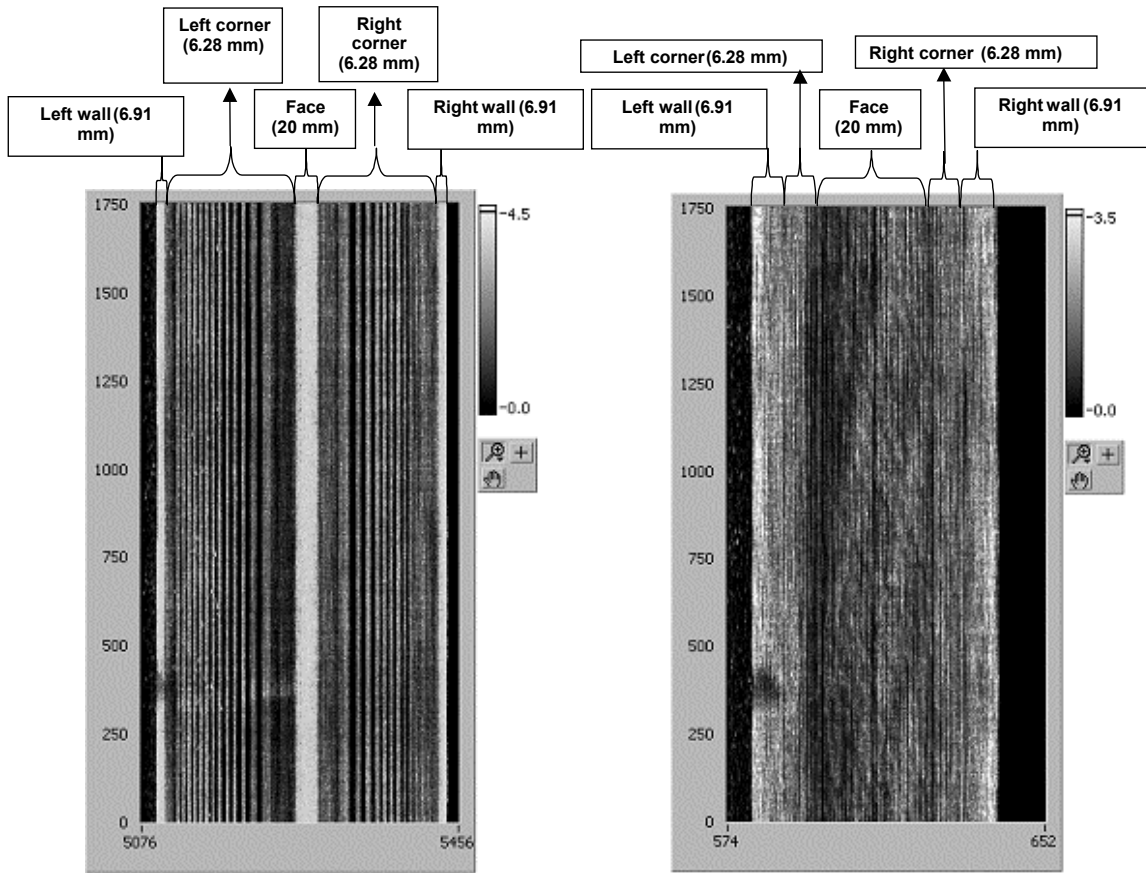 Left corner
(6.28 mm)
Right
corner
(6.28 mm)
Left wall (6.91
mm)
Face
(20 mm)
Right wall (6.91
mm)
1750
1500
1250
1000
750
500
250
0
5076
5456
4.5
0.0
Left corner (6.28 mm)
Right corner (6.28 mm)
Left wall (6.91
mm)
Face
(20 mm)
Right wall (6.91
mm)
1750
1500
1250
1000
750
500
250
0
574
652
3.5
0.0